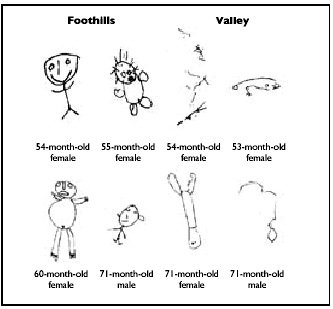 Foothills Valley
54-month-old 55-month-old 54-month-old 53-month-old
female female female female
60-month-old 71-month-old 71-month-old 71-month-old
female male female male